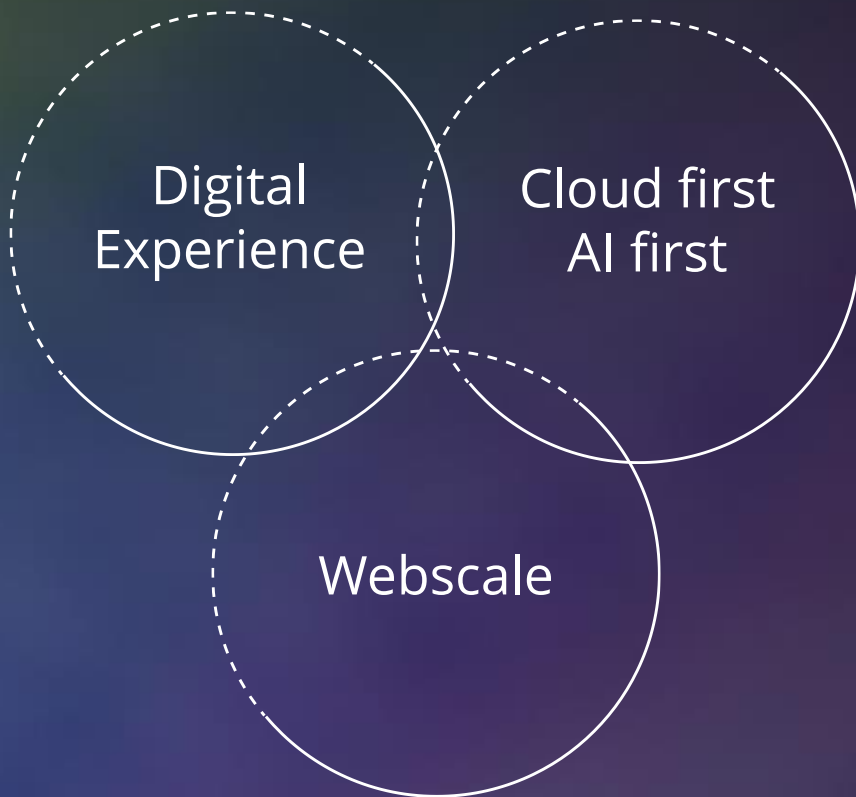 Digital
Experience
Cloud first
AI first
Webscale